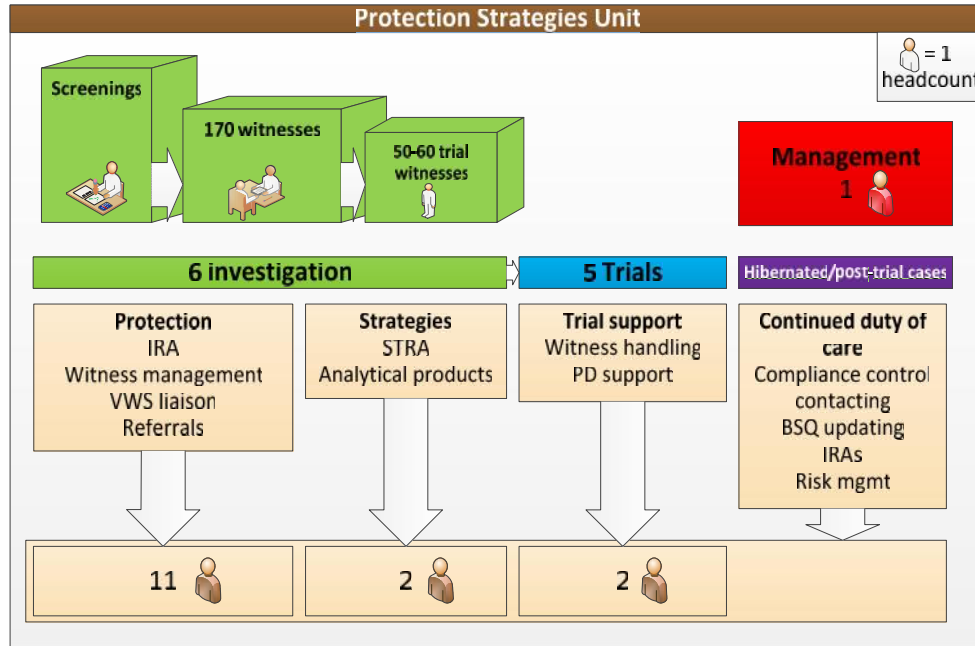 Protection Strategies Unit
= 1
headcount
Screenings
170 witnesses
50-60 trial
witnesses
Management
1
6 investigation
5 Trials
Hibernated/post-trial cases
Protection
IRA
Witness management
VWS liaison
Referrals
Strategies
STRA
Analytical products
Trial support
Witness handling
PD support
Continued duty of
care
Compliance control
contacting
BSQ updating
IRAs
Risk mgmt
11
2
2